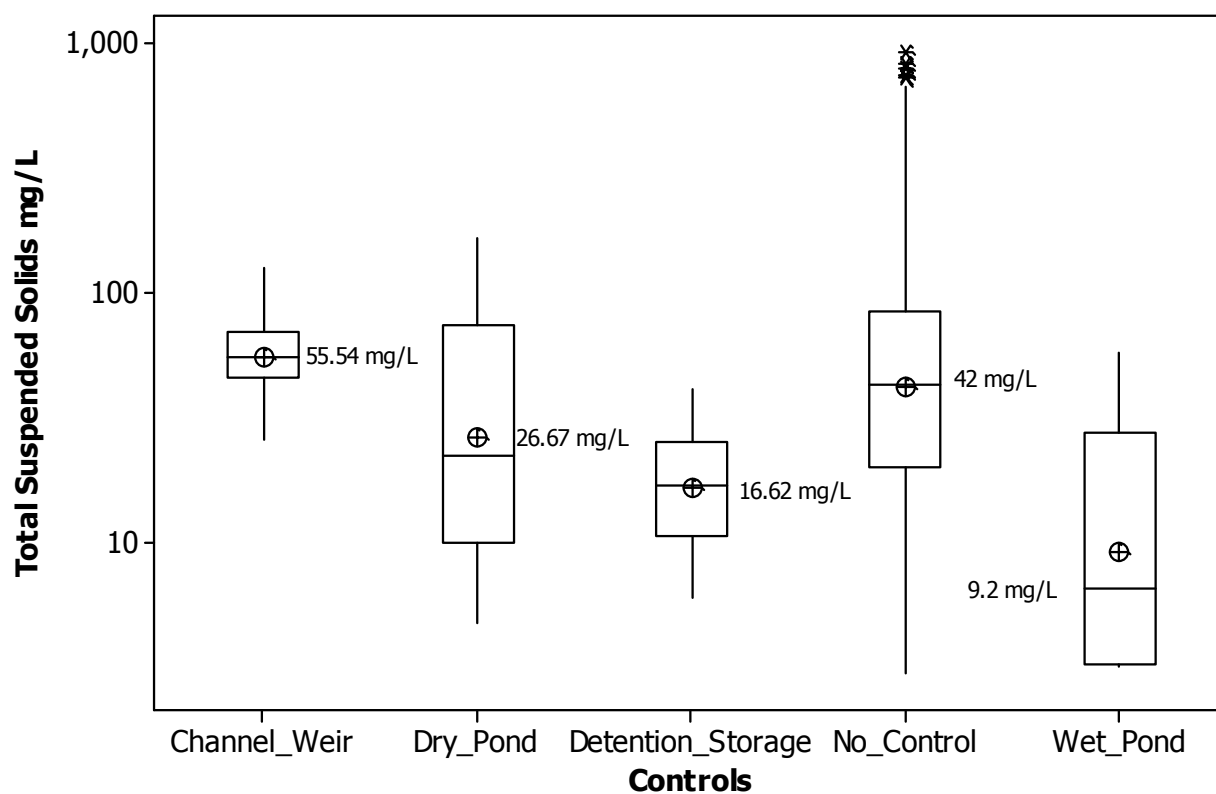 Total Suspended Solids mg/L
1,000
100
10
55.54 mg/L
26.67 mg/L
16.62 mg/L
42 mg/L
9.2 mg/L
Channel_Weir Dry_Pond Detention_Storage No_Control Wet_Pond
Controls